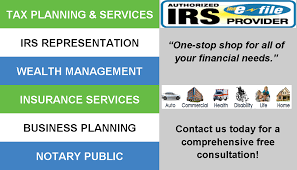 TAX PLANNING & SERVICES
IRS REPRESENTATION
WEALTH MANAGEMENT
INSURANCE SERVICES
BUSINESS PLANNING
NOTARY PUBLIC
AUTHORIZED
IRS e-file
PROVIDER
“One-stop shop for all of
your financial needs.”
Auto Commercial Health Disability Life Home
Contact us today for a
comprehensive free
consultation!